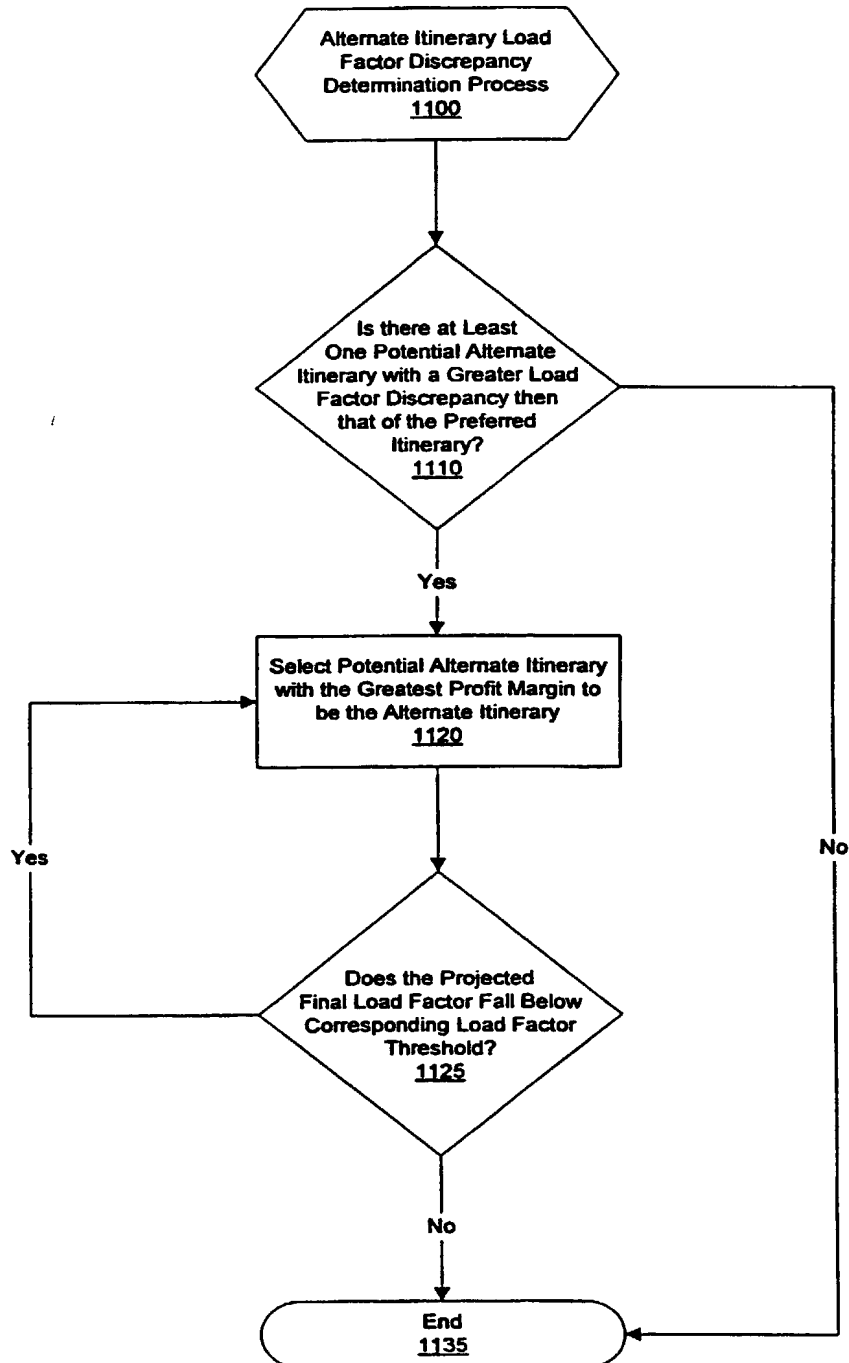 Alternate Itinerary Load
Factor Discrepancy
Determination Process
1100
Is there at Least
One Potential Alternate
Itinerary with a Greater Load
Factor Discrepancy then
that of the Preferred
Itinerary?
1110
Yes
Select Potential Alternate Itinerary
with the Greatest Profit Margin to
be the Alternate Itinerary
1120
Yes
No
Does the Projected
Final Load Factor Fall Below
Corresponding Load Factor
Threshold?
1125
No
End
1135